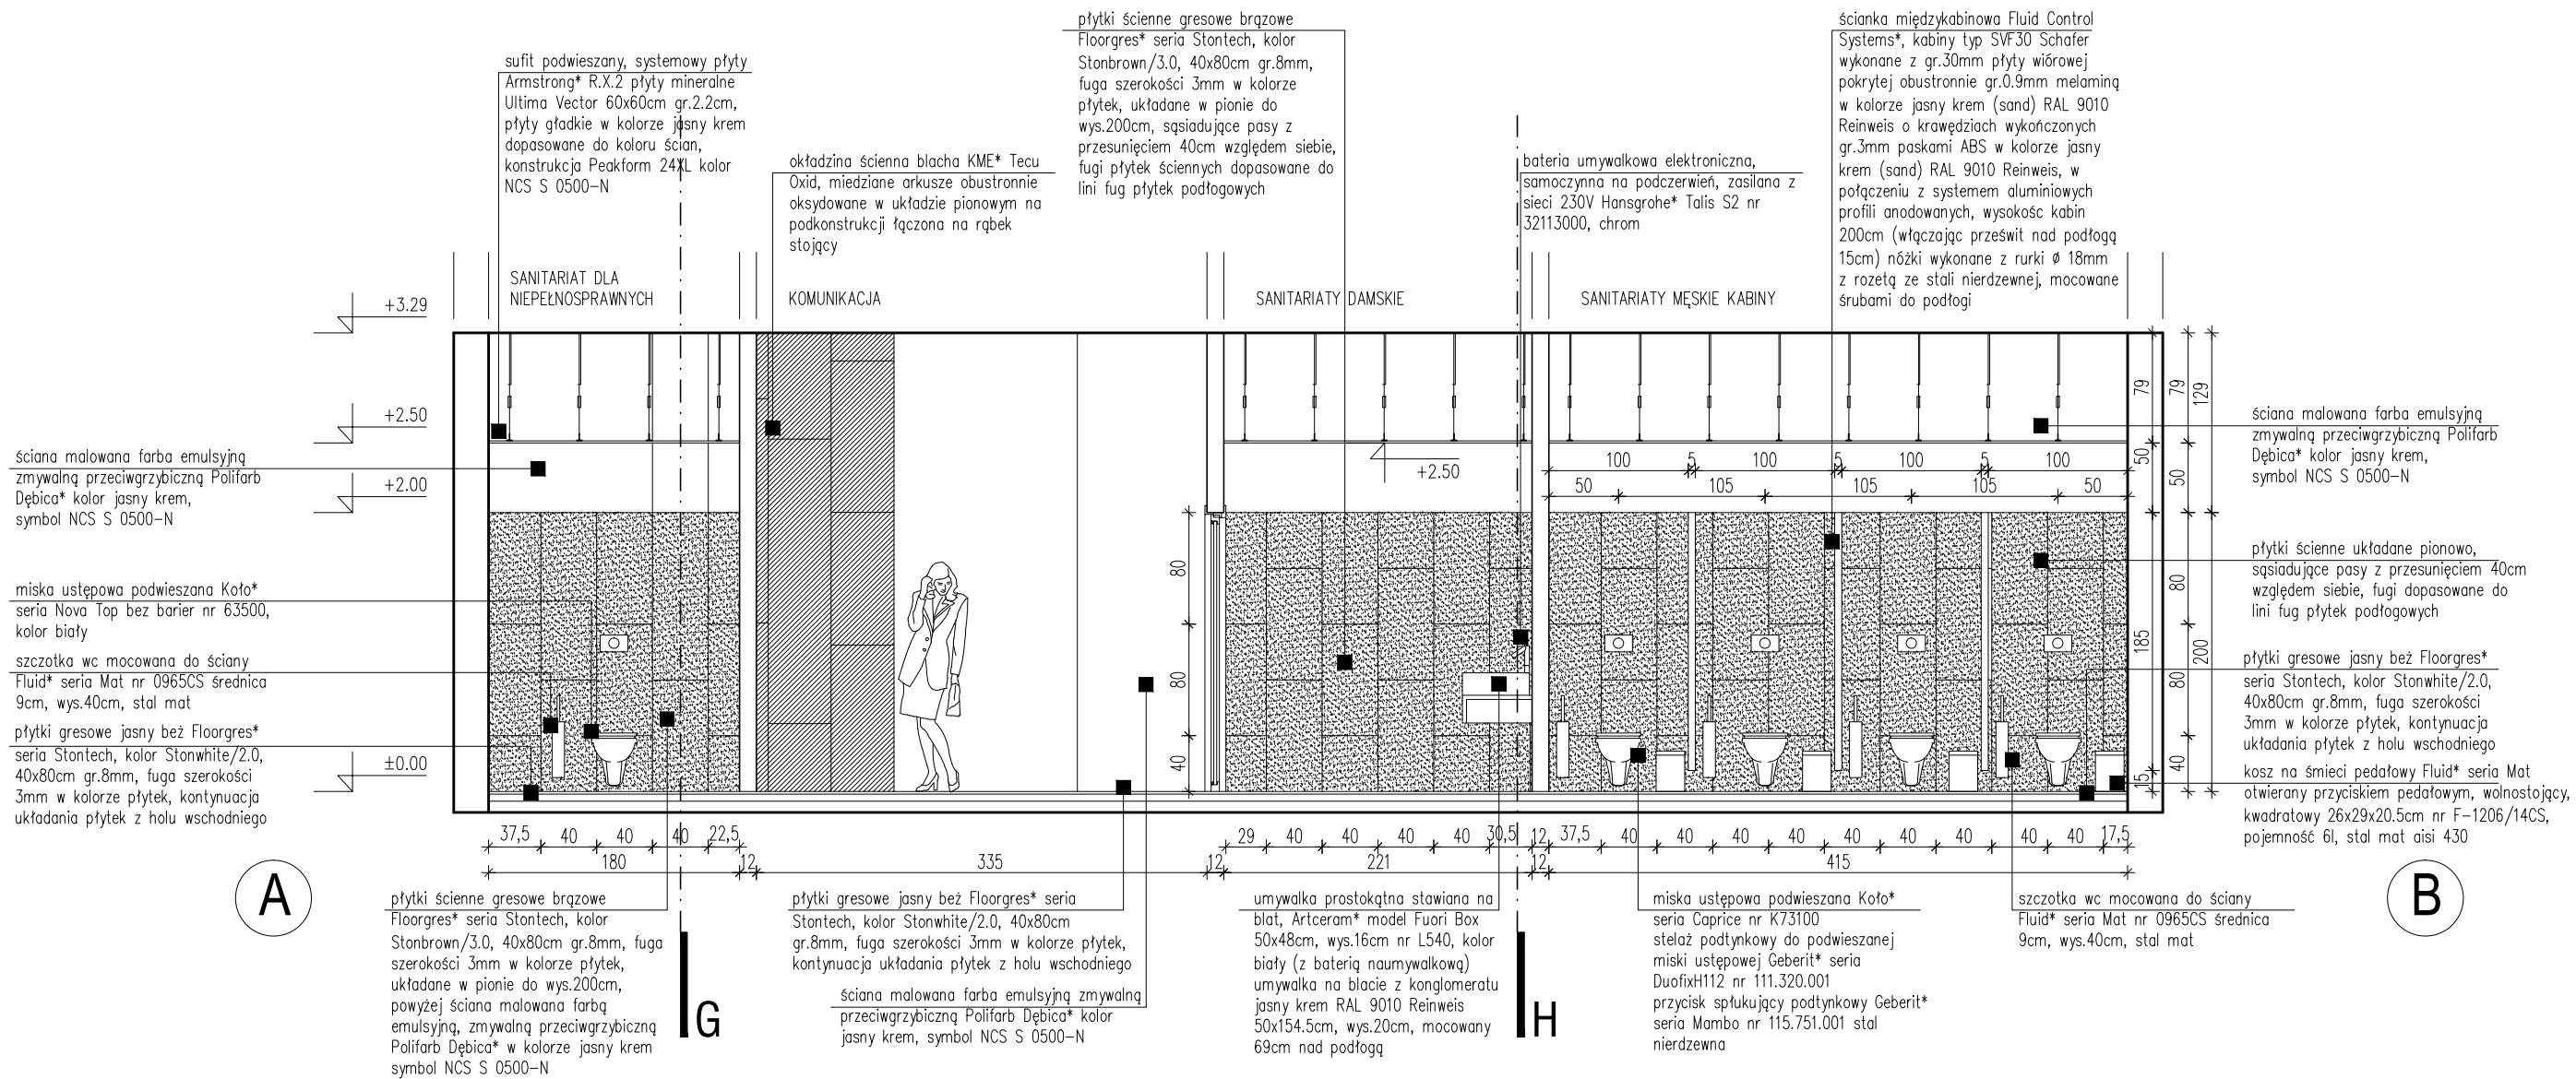 płytki ścienne gresowe brązowe
Floorgres* seria Stontech, kolor
Stonbrown/3.0, 40x80cm gr.8mm,
fuga szerokości 3mm w kolorze
płytek, układane w pionie do
wys.200cm, sąsiadujące pasy z
przesunięciem 40cm względem siebie,
fugi płytek ściennych dopasowane do
lini fug płytek podłogowych
ścianka międzykabinowa Fluid Control
Systems*, kabiny typ SVF30 Schafer
wykonane z gr.30mm płyty wiórowej
pokrytej obustronnie gr.0.9mm melaminą
w kolorze jasny krem (sand) RAL 9010
Reinweis o krawędziach wykończonych
gr.3mm paskami ABS w kolorze jasny
krem (sand) RAL 9010 Reinweis, w
połączeniu z systemem aluminiowych
profili anodowanych, wysokośc kabin
200cm (włączając prześwit nad podłogą
15cm) nóżki wykonane z rurki ø 18mm
z rozetą ze stali nierdzewnej, mocowane
śrubami do podłogi
sufit podwieszany, systemowy płyty
Armstrong* R.X.2 płyty mineralne
Ultima Vector 60x60cm gr.2.2cm,
płyty gładkie w kolorze jasny krem
dopasowane do koloru ścian,
konstrukcja Peakform 24XL kolor
NCS S 0500-N
okładzina ścienna blacha KME* Tecu
Oxid, miedziane arkusze obustronnie
oksydowane w układzie pionowym na
podkonstrukcji łączona na rąbek
stojący
bateria umywalkowa elektroniczna,
samoczynna na podczerwień, zasilana z
sieci 230V Hansgrohe* Talis S2 nr
32113000, chrom
SANITARIAT DLA
NIEPEŁNOSPRAWNYCH
KOMUNIKACJA
SANITARIATY DAMSKIE
SANITARIATY MĘSKIE KABINY
+3.29
+2.50
+2.00
±0.00
+2.50
ściana malowana farba emulsyjną
zmywalną przeciwgrzybiczną Polifarb
Dębica* kolor jasny krem,
symbol NCS S 0500-N
miska ustępowa podwieszana Koło*
seria Nova Top bez barier nr 63500,
kolor biały
szczotka wc mocowana do ściany
Fluid* seria Mat nr 0965CS średnica
9cm, wys.40cm, stal mat
płytki gresowe jasny beż Floorgres*
seria Stontech, kolor Stonwhite/2.0,
40x80cm gr.8mm, fuga szerokości
3mm w kolorze płytek, kontynuacja
układania płytek z holu wschodniego
100 5 100 5 100 5 100
50 105 105 105 50
80 80 40
79 50 185 15
79 50 80 80 40
129 200
ściana malowana farba emulsyjną
zmywalną przeciwgrzybiczną Polifarb
Dębica* kolor jasny krem,
symbol NCS S 0500-N
płytki ścienne układane pionowo,
sąsiadujące pasy z przesunięciem 40cm
względem siebie, fugi dopasowane do
lini fug płytek podłogowych
płytki gresowe jasny beż Floorgres*
seria Stontech, kolor Stonwhite/2.0,
40x80cm gr.8mm, fuga szerokości
3mm w kolorze płytek, kontynuacja
układania płytek z holu wschodniego
kosz na śmieci pedałowy Fluid* seria Mat
otwierany przyciskiem pedałowym, wolnostojący,
kwadratowy 26x29x20.5cm nr F-1206/14CS,
pojemność 6l, stal mat aisi 430
37,5 40 40 40 22,5 29 40 40 40 40 30,5 12 37,5 40 40 40 40 40 40 40 40 40 17,5
180 12 335 12 221 12 415
A
B
płytki ścienne gresowe brązowe
Floorgres* seria Stontech, kolor
Stonbrown/3.0, 40x80cm gr.8mm, fuga
szerokości 3mm w kolorze płytek,
układane w pionie do wys.200cm,
powyżej ściana malowana farbą
emulsyjną, zmywalną przeciwgrzybiczną
Polifarb Dębica* w kolorze jasny krem
symbol NCS S 0500-N
G
płytki gresowe jasny beż Floorgres* seria
Stontech, kolor Stonwhite/2.0, 40x80cm
gr.8mm, fuga szerokości 3mm w kolorze płytek,
kontynuacja układania płytek z holu wschodniego
ściana malowana farba emulsyjną zmywalną
przeciwgrzybiczną Polifarb Dębica* kolor
jasny krem, symbol NCS S 0500-N
umywalka prostokątna stawiana na
blat, Artceram* model Fuori Box
50x48cm, wys.16cm nr L540, kolor
biały (z baterią naumywalkową)
umywalka na blacie z konglomeratu
jasny krem RAL 9010 Reinweis
50x154.5cm, wys.20cm, mocowany
69cm nad podłogą
H
miska ustępowa podwieszana Koło*
seria Caprice nr K73100
stelaż podtynkowy do podwieszanej
miski ustępowej Geberit* seria
DuofixH112 nr 111.320.001
przycisk spłukujący podtynkowy Geberit*
seria Mambo nr 115.751.001 stal
nierdzewna
szczotka wc mocowana do ściany
Fluid* seria Mat nr 0965CS średnica
9cm, wys.40cm, stal mat